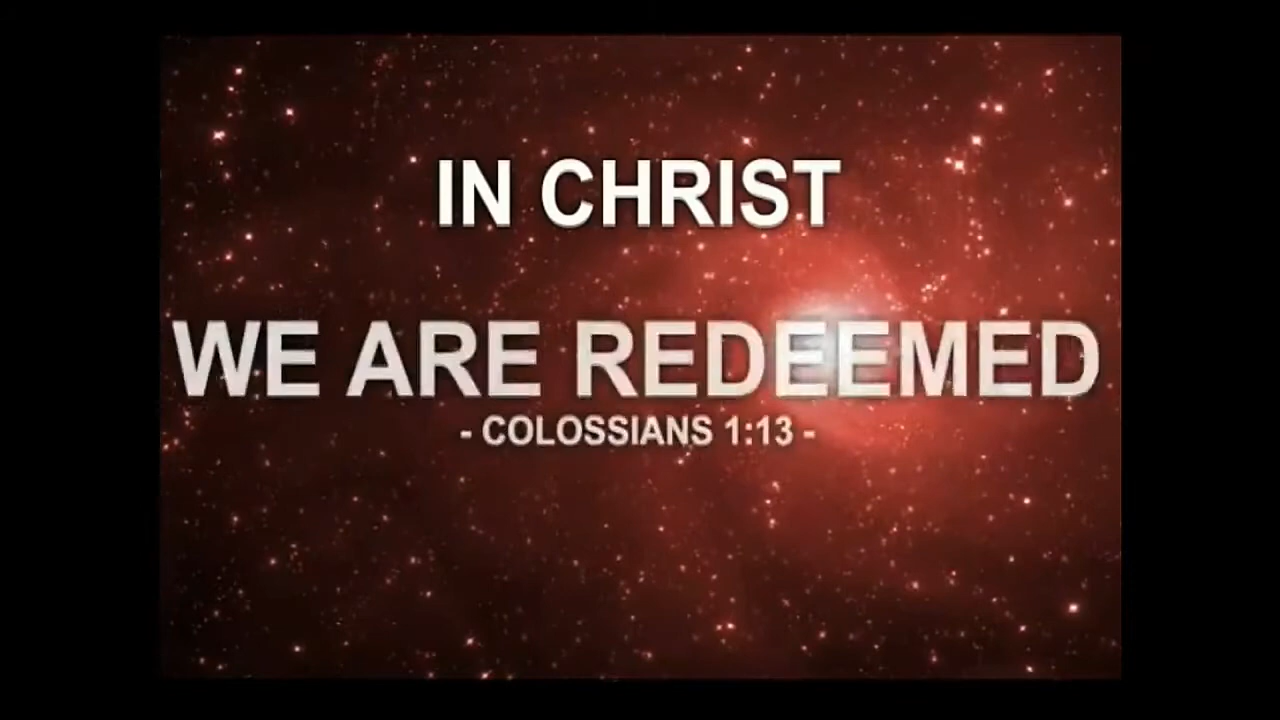 IN CHRIST
WE ARE REDEEMED
- COLOSSIANS 1:13 -